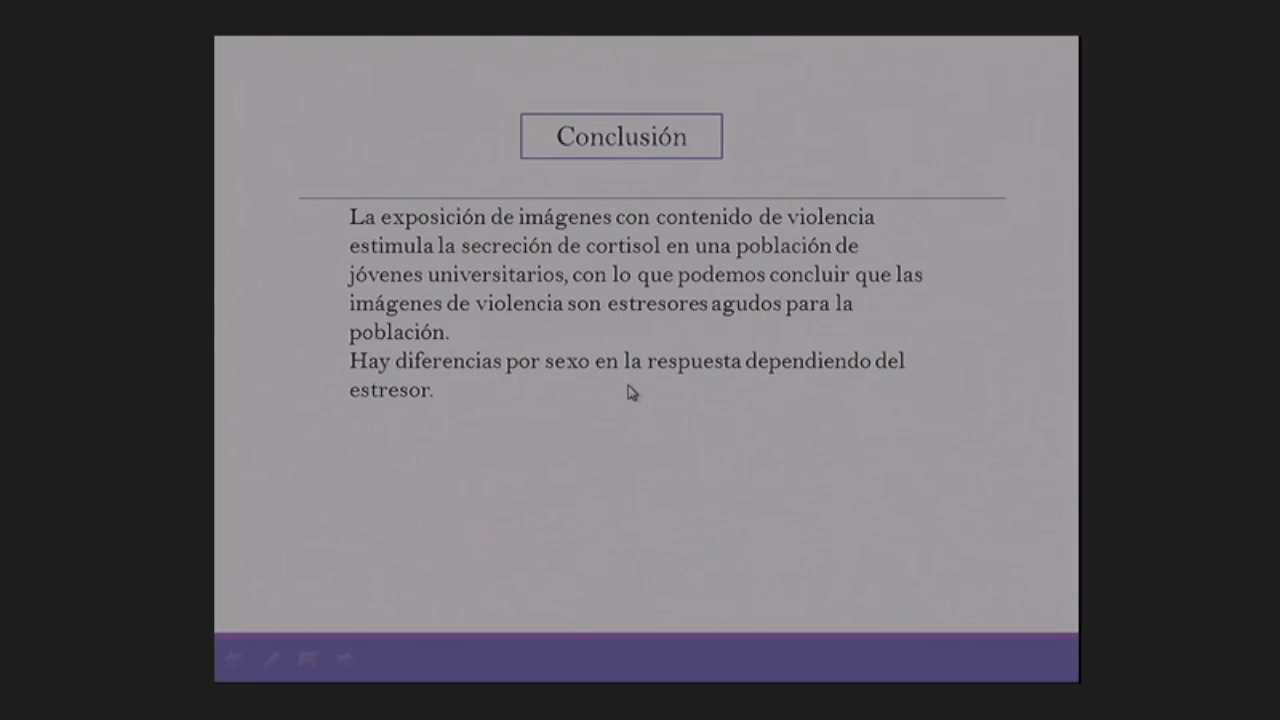 Conclusión
La exposición de imágenes con contenido de violencia
estimula la secreción de cortisol en una población de
jóvenes universitarios, con lo que podemos concluir que las
imágenes de violencia son estresores agudos para la
población.
Hay diferencias por sexo en la respuesta dependiendo del
estresor.